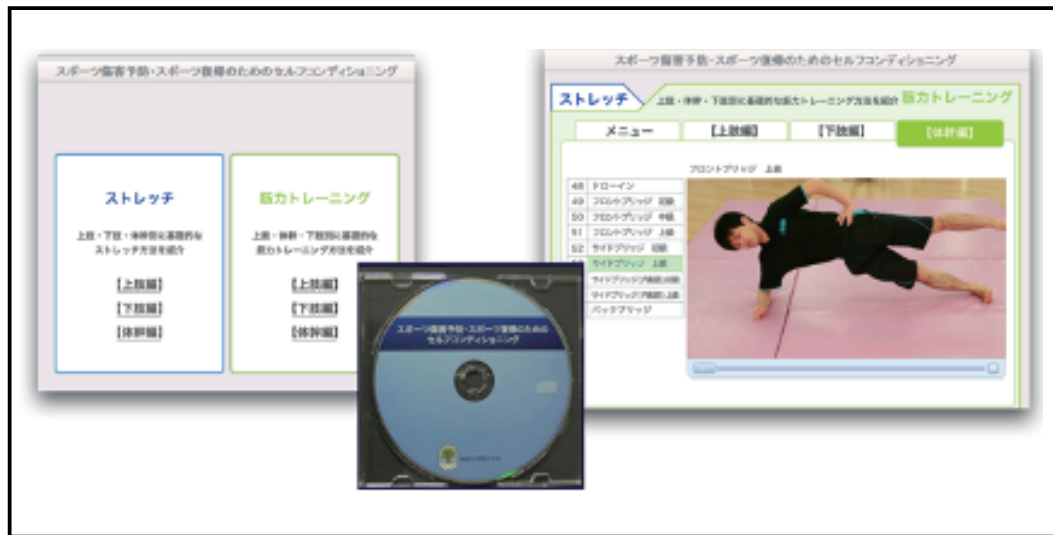 スポーツ傷害予防・スポーツ復帰のためのセルフコンディショニング
ストレッチ
上肢・下肢・体幹別に基礎的な
ストレッチ方法を紹介
【上肢編】
【下肢編】
【体幹編】
筋力トレーニング
上肢・体幹・下肢別に基礎的な
筋力トレーニング方法を紹介
【上肢編】
【下肢編】
【体幹編】
スポーツ傷害予防・スポーツ復帰のための
セルフコンディショニング
スポーツ傷害予防・スポーツ復帰のためのセルフコンディショニング
ストレッチ
上肢・体幹・下肢別に基礎的な筋力トレーニング方法を紹介
筋力トレーニング
メニュー
【上肢編】
【下肢編】
【体幹編】
フロントブリッジ 上級
48 ドローイン
49 フロントブリッジ 初級
50 フロントブリッジ 中級
51 フロントブリッジ 上級
52 サイドブリッジ 初級
サイドブリッジ 上級
バックブリッジ